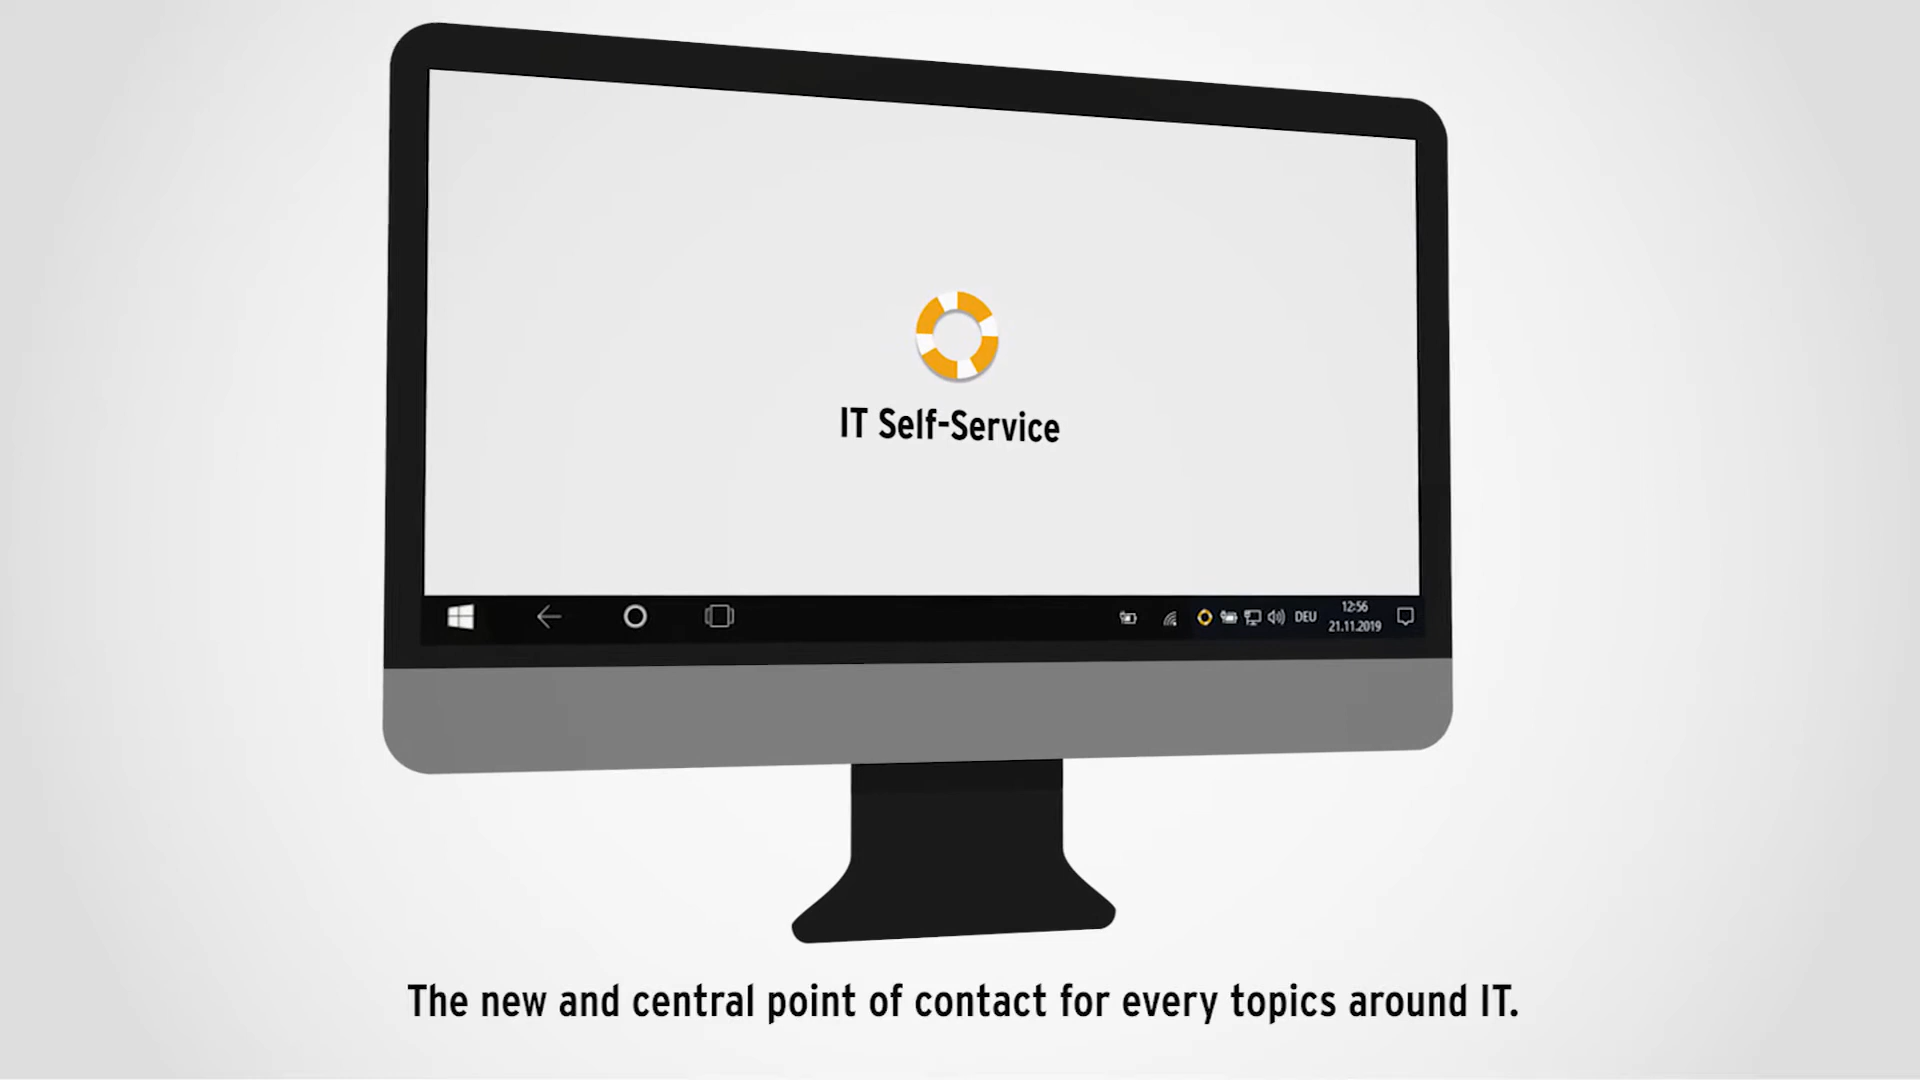 IT Self-Service
DEU
12:56
21.11.2019
The new and central point of contact for every topics around IT.